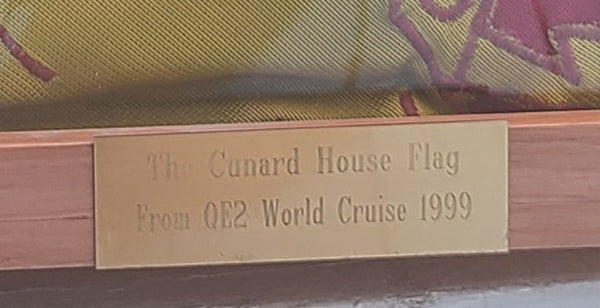 The Cunard House Flag
From QE2 World Cruise 1999